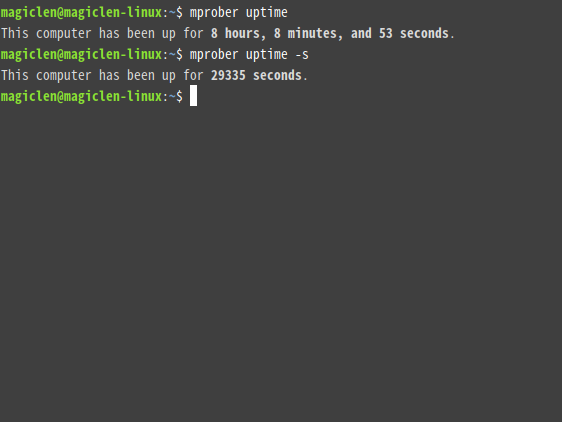 magiclen@magiclen-linux:~$ mprober uptime
This computer has been up for 8 hours, 8 minutes, and 53 seconds.
magiclen@magiclen-linux:~$ mprober uptime -s
This computer has been up for 29335 seconds.
magiclen@magiclen-linux:~$